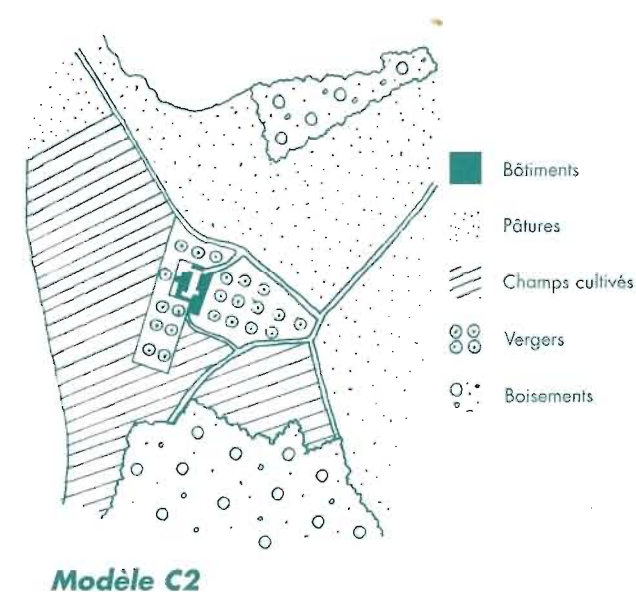 Bâtiments
Pâtures
Champs cultivés
Vergers
Boisements
Modèle C2